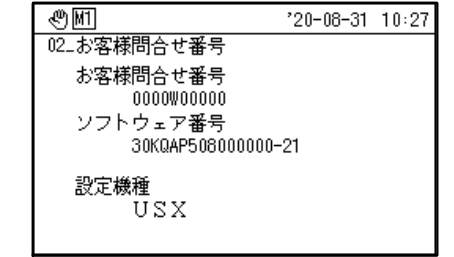 M1 '20-08-31 10:27
02_お客様問合せ番号
お客様問合せ番号
0000W00000
ソフトウェア番号
30KQAP508000000-21
設定機種
ＵＳＸ